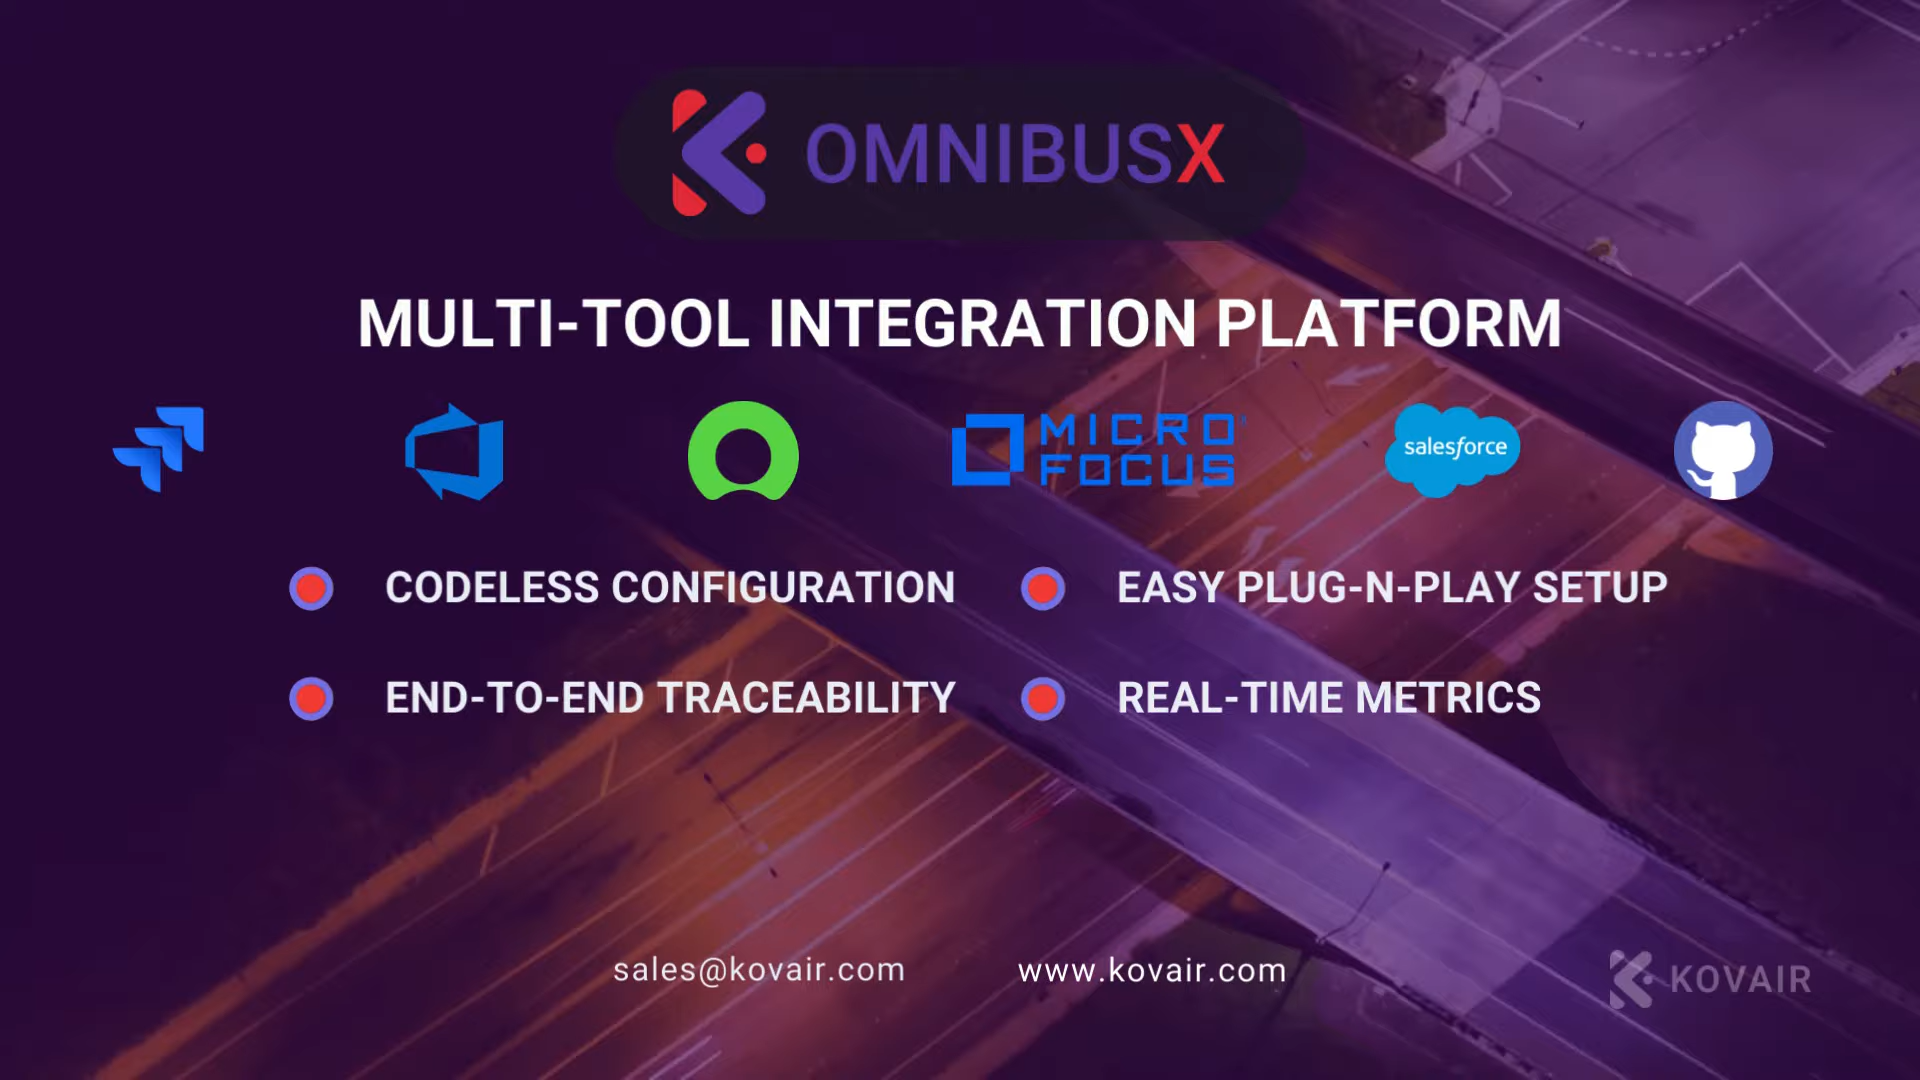 OMNIBUSX
MULTI-TOOL INTEGRATION PLATFORM
MICRO
FOCUS
salesforce
CODELESS CONFIGURATION
EASY PLUG-N-PLAY SETUP
END-TO-END TRACEABILITY
REAL-TIME METRICS
sales@kovair.com
www.kovair.com
KOVAIR